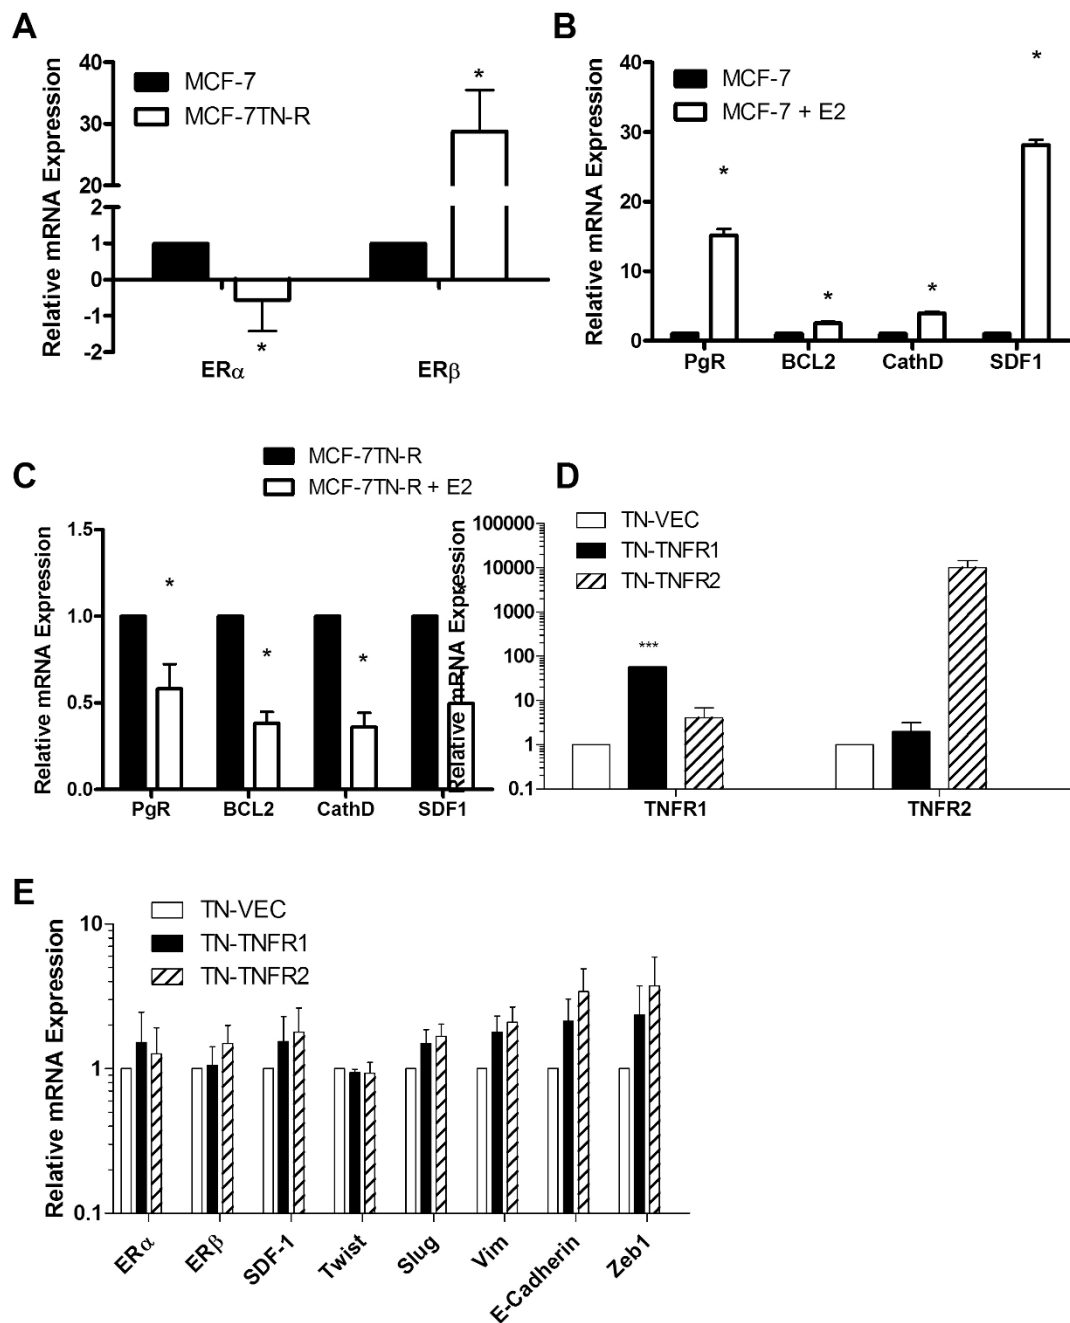 A
Relative mRNA Expression
40
30
20
2
1
0
-1
-2
MCF-7
MCF-7TN-R
*
*
ERα
ERβ
B
Relative mRNA Expression
40
30
20
10
0
MCF-7
MCF-7 + E2
*
*
*
*
PgR
BCL2
CathD
SDF1
C
MCF-7TN-R
MCF-7TN-R + E2
Relative mRNA Expression
1.5
1.0
0.5
0.0
*
*
*
PgR
BCL2
CathD
SDF1
D
Relative mRNA Expression
100000
10000
1000
100
10
1
0.1
TN-VEC
TN-TNFR1
TN-TNFR2
***
TNFR1
TNFR2
E
Relative mRNA Expression
10
1
0.1
TN-VEC
TN-TNFR1
TN-TNFR2
ERα
ERβ
SDF-1
Twist
Slug
Vim
E-Cadherin
Zeb1